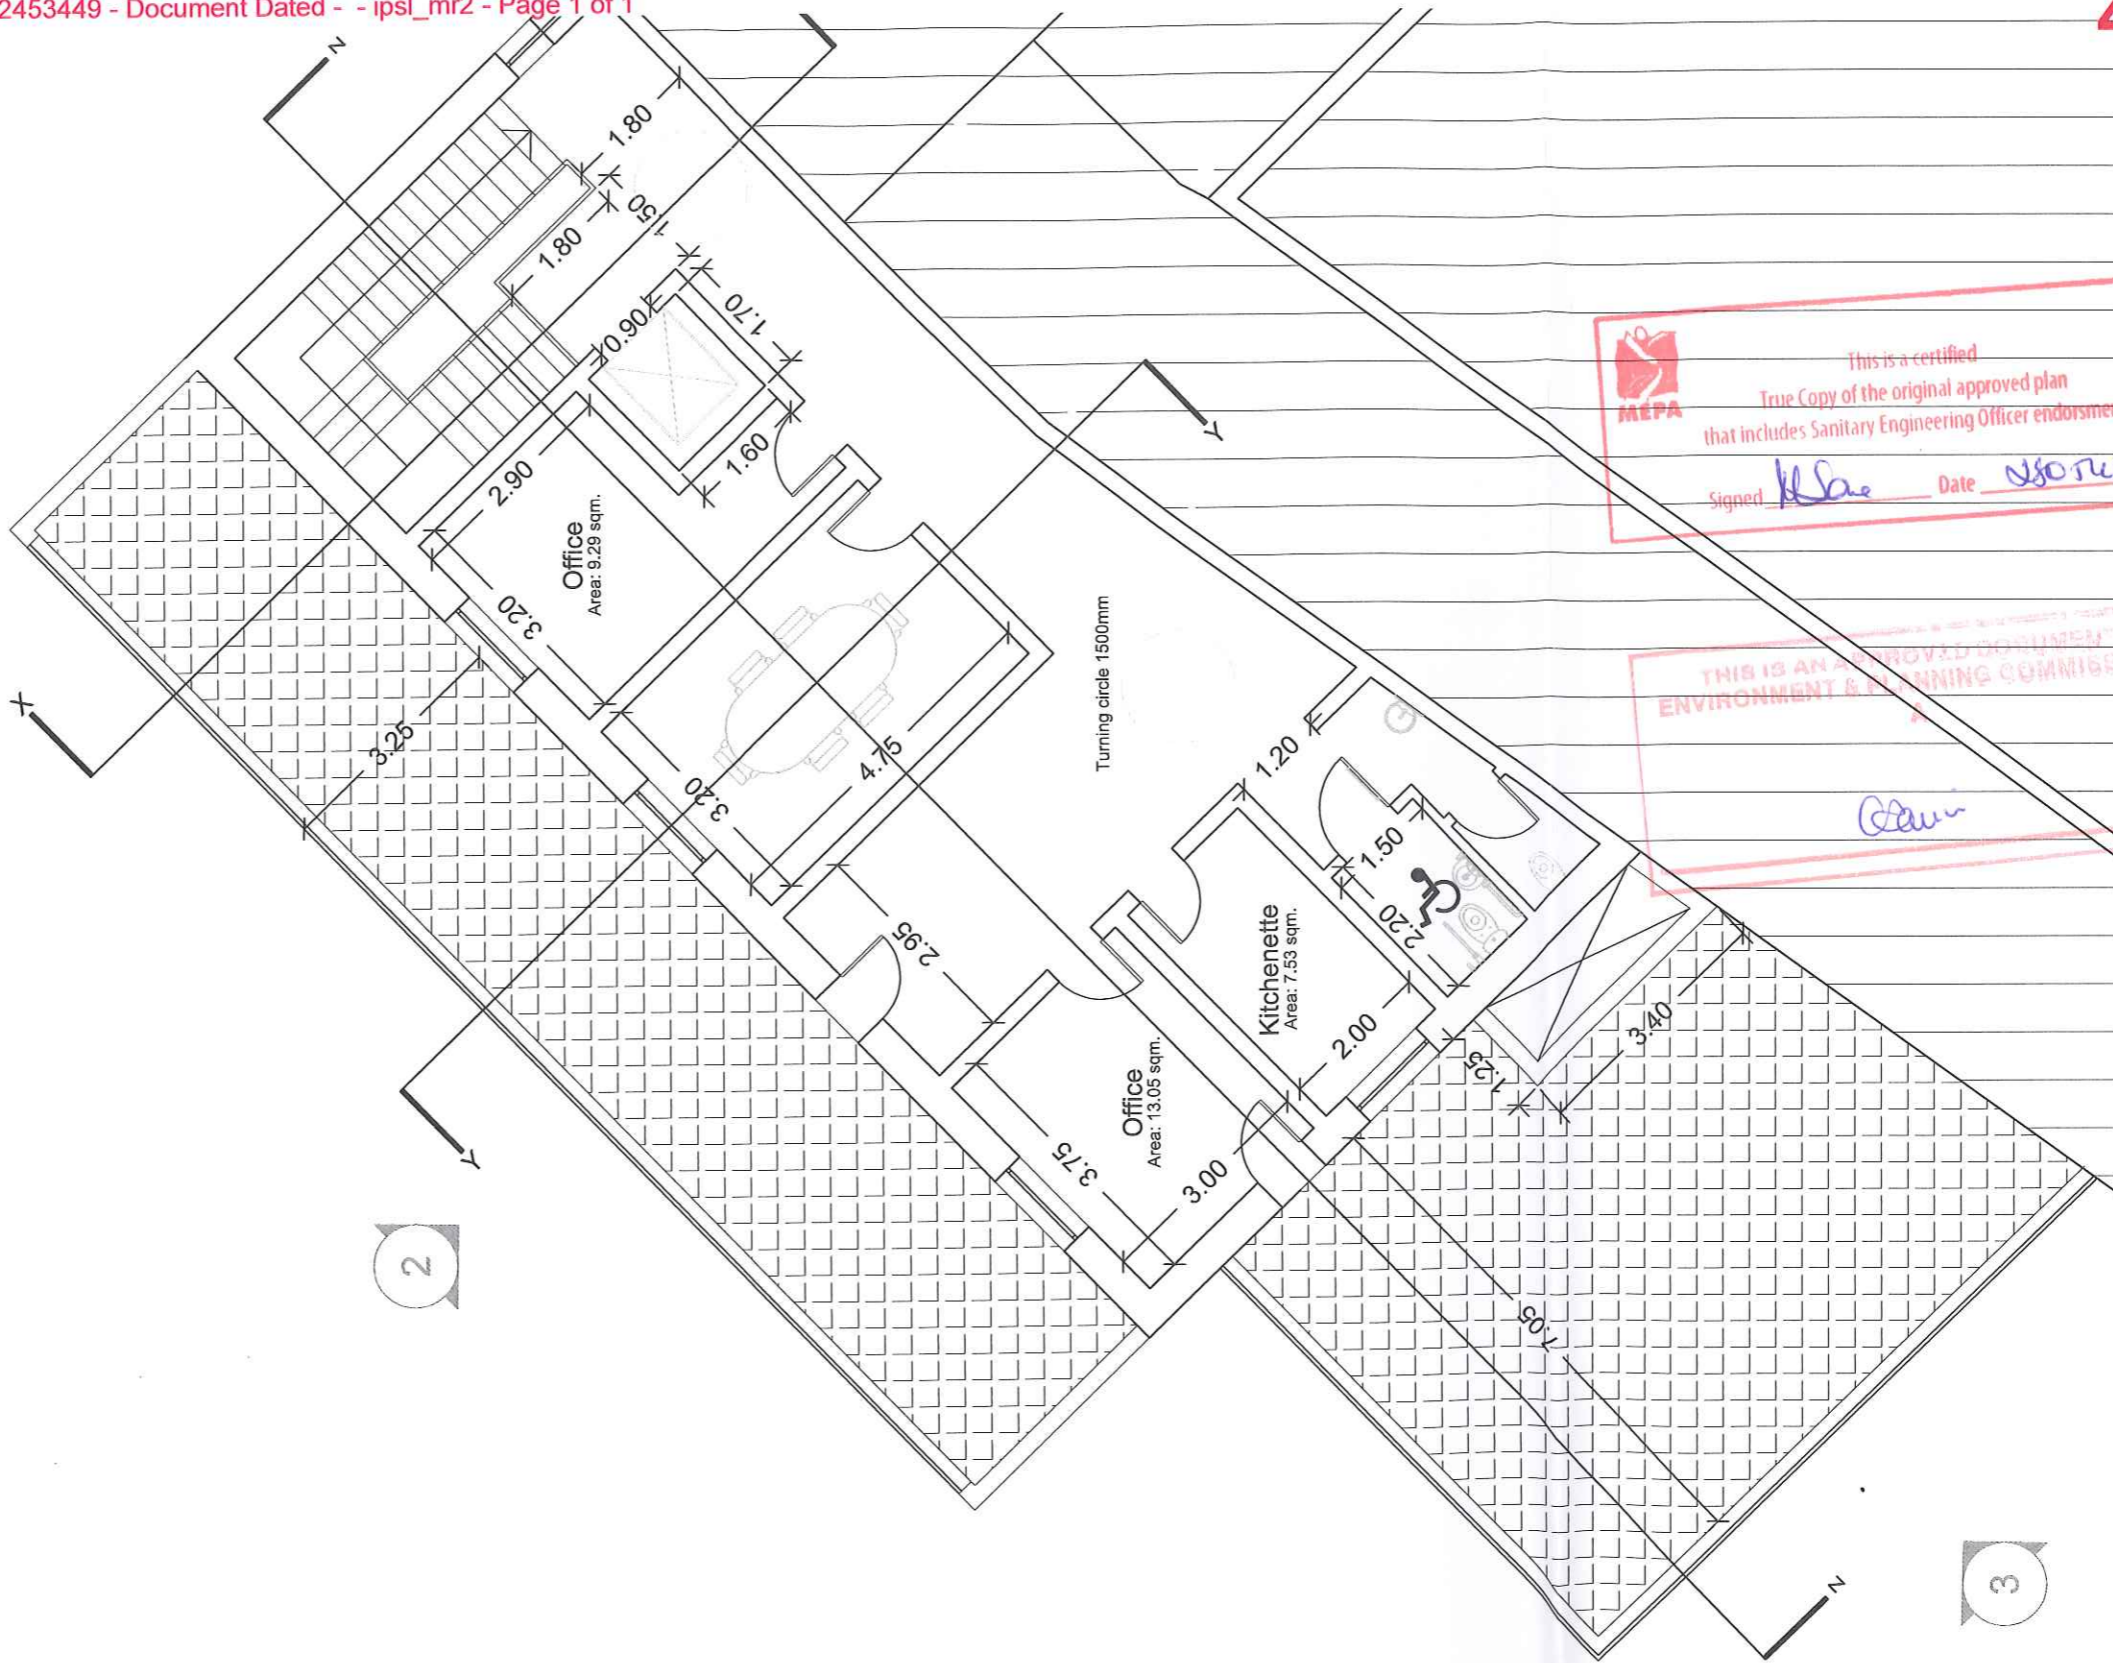 2453449 - Document Dated - - ipsl_mr2 - Page 1 of 1
Z
1.80
1.50
1.80
0.90
1.70
1.60
2.90
Office
Area: 9.29 sqm.
3.20
X
3.25
Y
3.20
4.75
Turning circle 1500mm
1.20
1.50
2.20
2.95
Kitchenette
Area: 7.53 sqm.
2.00
Office
Area: 13.05 sqm.
3.75
3.00
1.25
3.40
7.05
Y
2
3
Z
MEPA
This is a certified
True Copy of the original approved plan
that includes Sanitary Engineering Officer
Signed
Date
THIS IS AN APPROVED
ENVIRONMENT & PLANNING
A